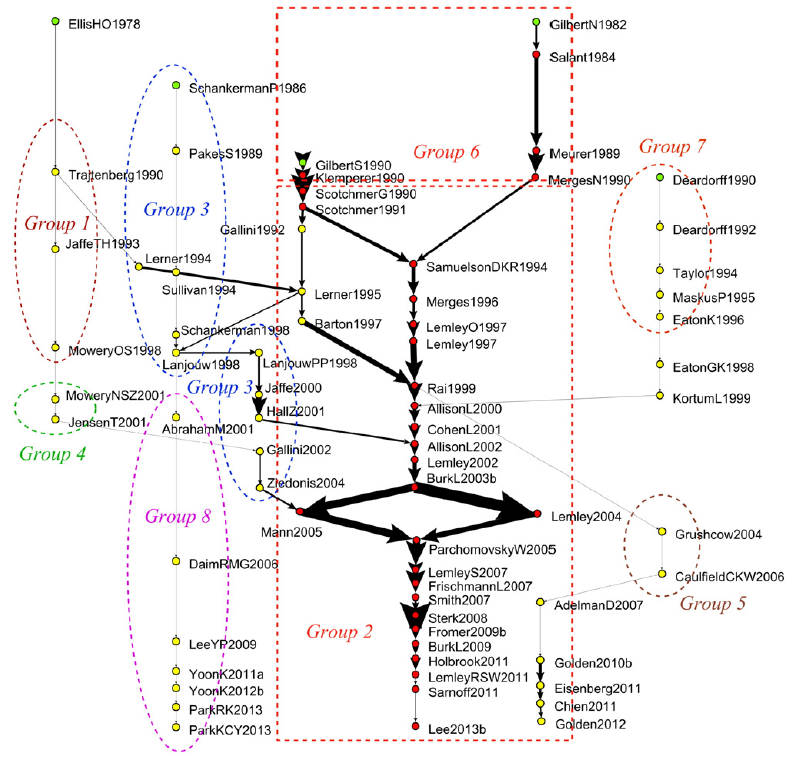 EllisHO1978
GilbertN1982
Salant1984
SchankermanP1986
PakesS1989
Group 6
Meurer1989
Group 7
GilbertS1990
Klemperer1990
MergesN1990
Trajtenberg1990
Deardorff1990
ScotchmerG1990
Scotchmer1991
Group 3
Group 1
Gallini1992
Deardorff1992
JaffeTH1993
Lerner1994
SamuelsonDKR1994
Taylor1994
Sullivan1994
Lerner1995
Merges1996
MaskusP1995
Barton1997
LemleyO1997
EatonK1996
Schankerman1998
Lemley1997
MoweryOS1998
Lanjouw1998
LanjouwPP1998
EatonGK1998
Group 3
Jaffe2000
Rai1999
MoweryNSZ2001
HallZ2001
AllisonL2000
KortumL1999
JensenT2001
AbrahamM2001
CohenL2001
Group 4
Gallini2002
AllisonL2002
Lemley2002
Ziedonis2004
BurkL2003b
Group 8
Mann2005
Lemley2004
Grushcow2004
ParchomovskyW2005
DaimRMG2006
LemleyS2007
CaulfieldCKW2006
FrischmannL2007
Smith2007
AdelmanD2007
Group 5
Sterk2008
Group 2
Fromer2009b
LeeYP2009
BurkL2009
Holbrook2011
Golden2010b
YoonK2011a
LemleyRSW2011
Eisenberg2011
YoonK2012b
Sarnoff2011
Chien2011
ParkRK2013
Golden2012
ParkKCY2013
Lee2013b